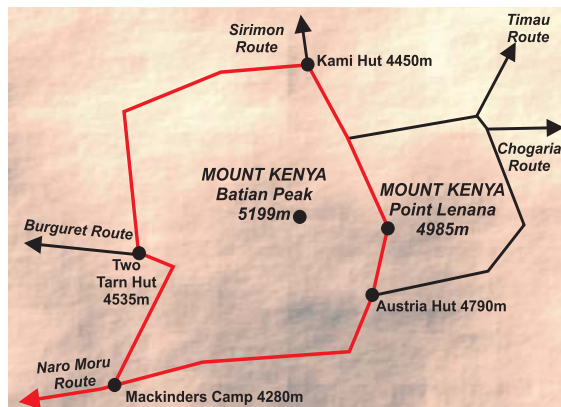 Timau
Route
Sirimon
Route
Kami Hut 4450m
Chogaria
Route
MOUNT KENYA
Batian Peak
5199m
MOUNT KENYA
Point Lenana
4985m
Burguret Route
Two
Tarn Hut
4535m
Austria Hut 4790m
Naro Moru
Route
Mackinders Camp 4280m